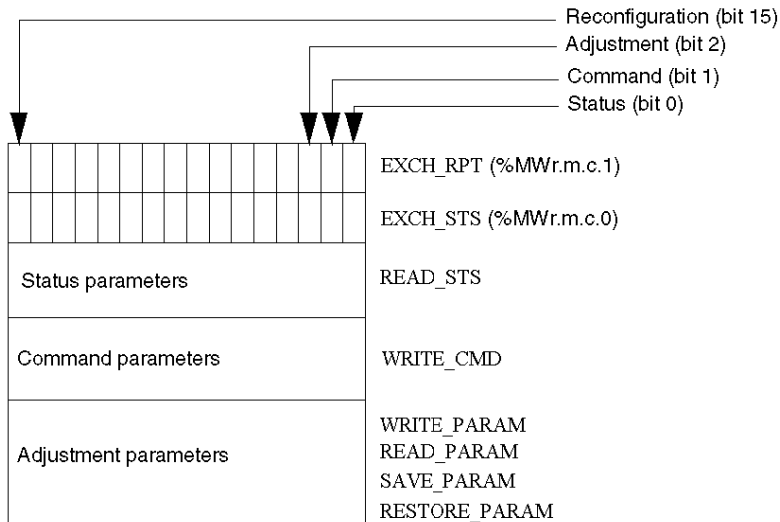 Reconfiguration (bit 15)
Adjustment (bit 2)
Command (bit 1)
Status (bit 0)
EXCH_RPT (%MWr.m.c.1)
EXCH_STS (%MWr.m.c.0)
Status parameters
READ_STS
Command parameters
WRITE_CMD
Adjustment parameters
WRITE_PARAM
READ_PARAM
SAVE_PARAM
RESTORE_PARAM